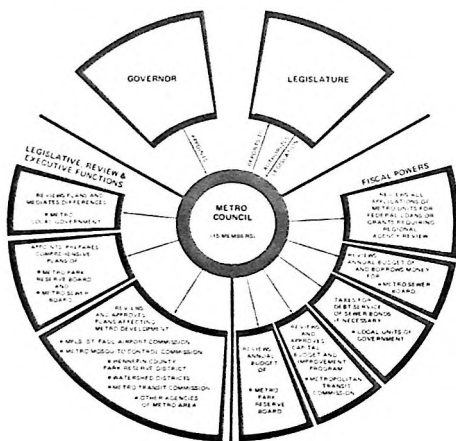 GOVERNOR
LEGISLATURE
APPOINTS
LEGISLATIVE, REVIEW &
EXECUTIVE FUNCTIONS
FISCAL POWERS
METRO
COUNCIL
(15 MEMBERS)
REVIEWS PLANS AND
MEDIATES DIFFERENCES
* METRO
LOCAL GOVERNMENT
APPOINTS, PREPARES
COMPREHENSIVE
PLANS OF
* METRO PARK
RESERVE BOARD
AND
* METRO SEWER
BOARD
REVIEWS
AND APPROVES
PLANS AFFECTING
METRO DEVELOPMENT
* MPLS. ST. PAUL AIRPORT COMMISSION
* METRO MOSQUITO CONTROL COMMISSION
* HENNEPIN COUNTY
PARK RESERVE DISTRICT
* WATERSHED DISTRICTS
* METRO TRANSIT COMMISSION
* OTHER AGENCIES
OF METRO AREA
REVIEWS
ANNUAL
BUDGET
OF
* METRO
PARK
RESERVE
BOARD
REVIEWS
AND
APPROVES
CAPITAL
BUDGET AND
IMPROVEMENT
PROGRAM
* METROPOLITAN
TRANSIT
COMMISSION
TAXES FOR
DEBT SERVICE
OF SEWER BONDS
IF NECESSARY
* LOCAL UNITS OF
GOVERNMENT
REVIEWS
ANNUAL BUDGET OF
AND BORROWS MONEY
FOR
* METRO SEWER
BOARD
REVIEWS ALL
APPLICATIONS
OF METRO UNITS FOR
FEDERAL LOANS OR
GRANTS REQUIRING
REGIONAL
AGENCY REVIEW